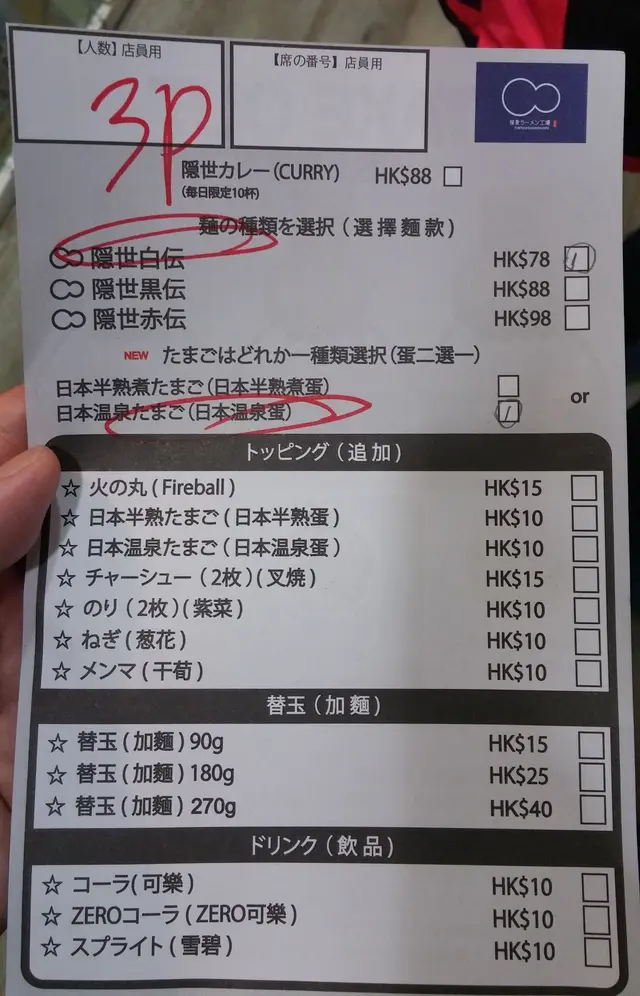 【人数】店員用
【席の番号】店員用
3P
隠世カレー(CURRY) HK$88
(毎日限定10杯)
麺の種類を選択(選擇麵款)
隠世白伝 HK$78
隠世黒伝 HK$88
隠世赤伝 HK$98
NEW たまごはどれか一種類選択(蛋二選一)
日本半熟煮たまご(日本半熟煮蛋)
or
日本温泉たまご(日本温泉蛋)
トッピング(追加)
☆ 火の丸(Fireball) HK$15
☆ 日本半熟たまご(日本半熟蛋) HK$10
☆ 日本温泉たまご(日本温泉蛋) HK$10
☆ チャーシュー(2枚)(叉焼) HK$15
☆ のり(2枚)(紫菜) HK$10
☆ ねぎ(葱花) HK$10
☆ メンマ(干荀) HK$10
替玉(加麵)
☆ 替玉(加麵)90g HK$15
☆ 替玉(加麵)180g HK$25
☆ 替玉(加麵)270g HK$40
ドリンク(飲品)
☆ コーラ(可樂) HK$10
☆ ZEROコーラ(ZERO可樂) HK$10
☆ スプライト(雪碧) HK$10